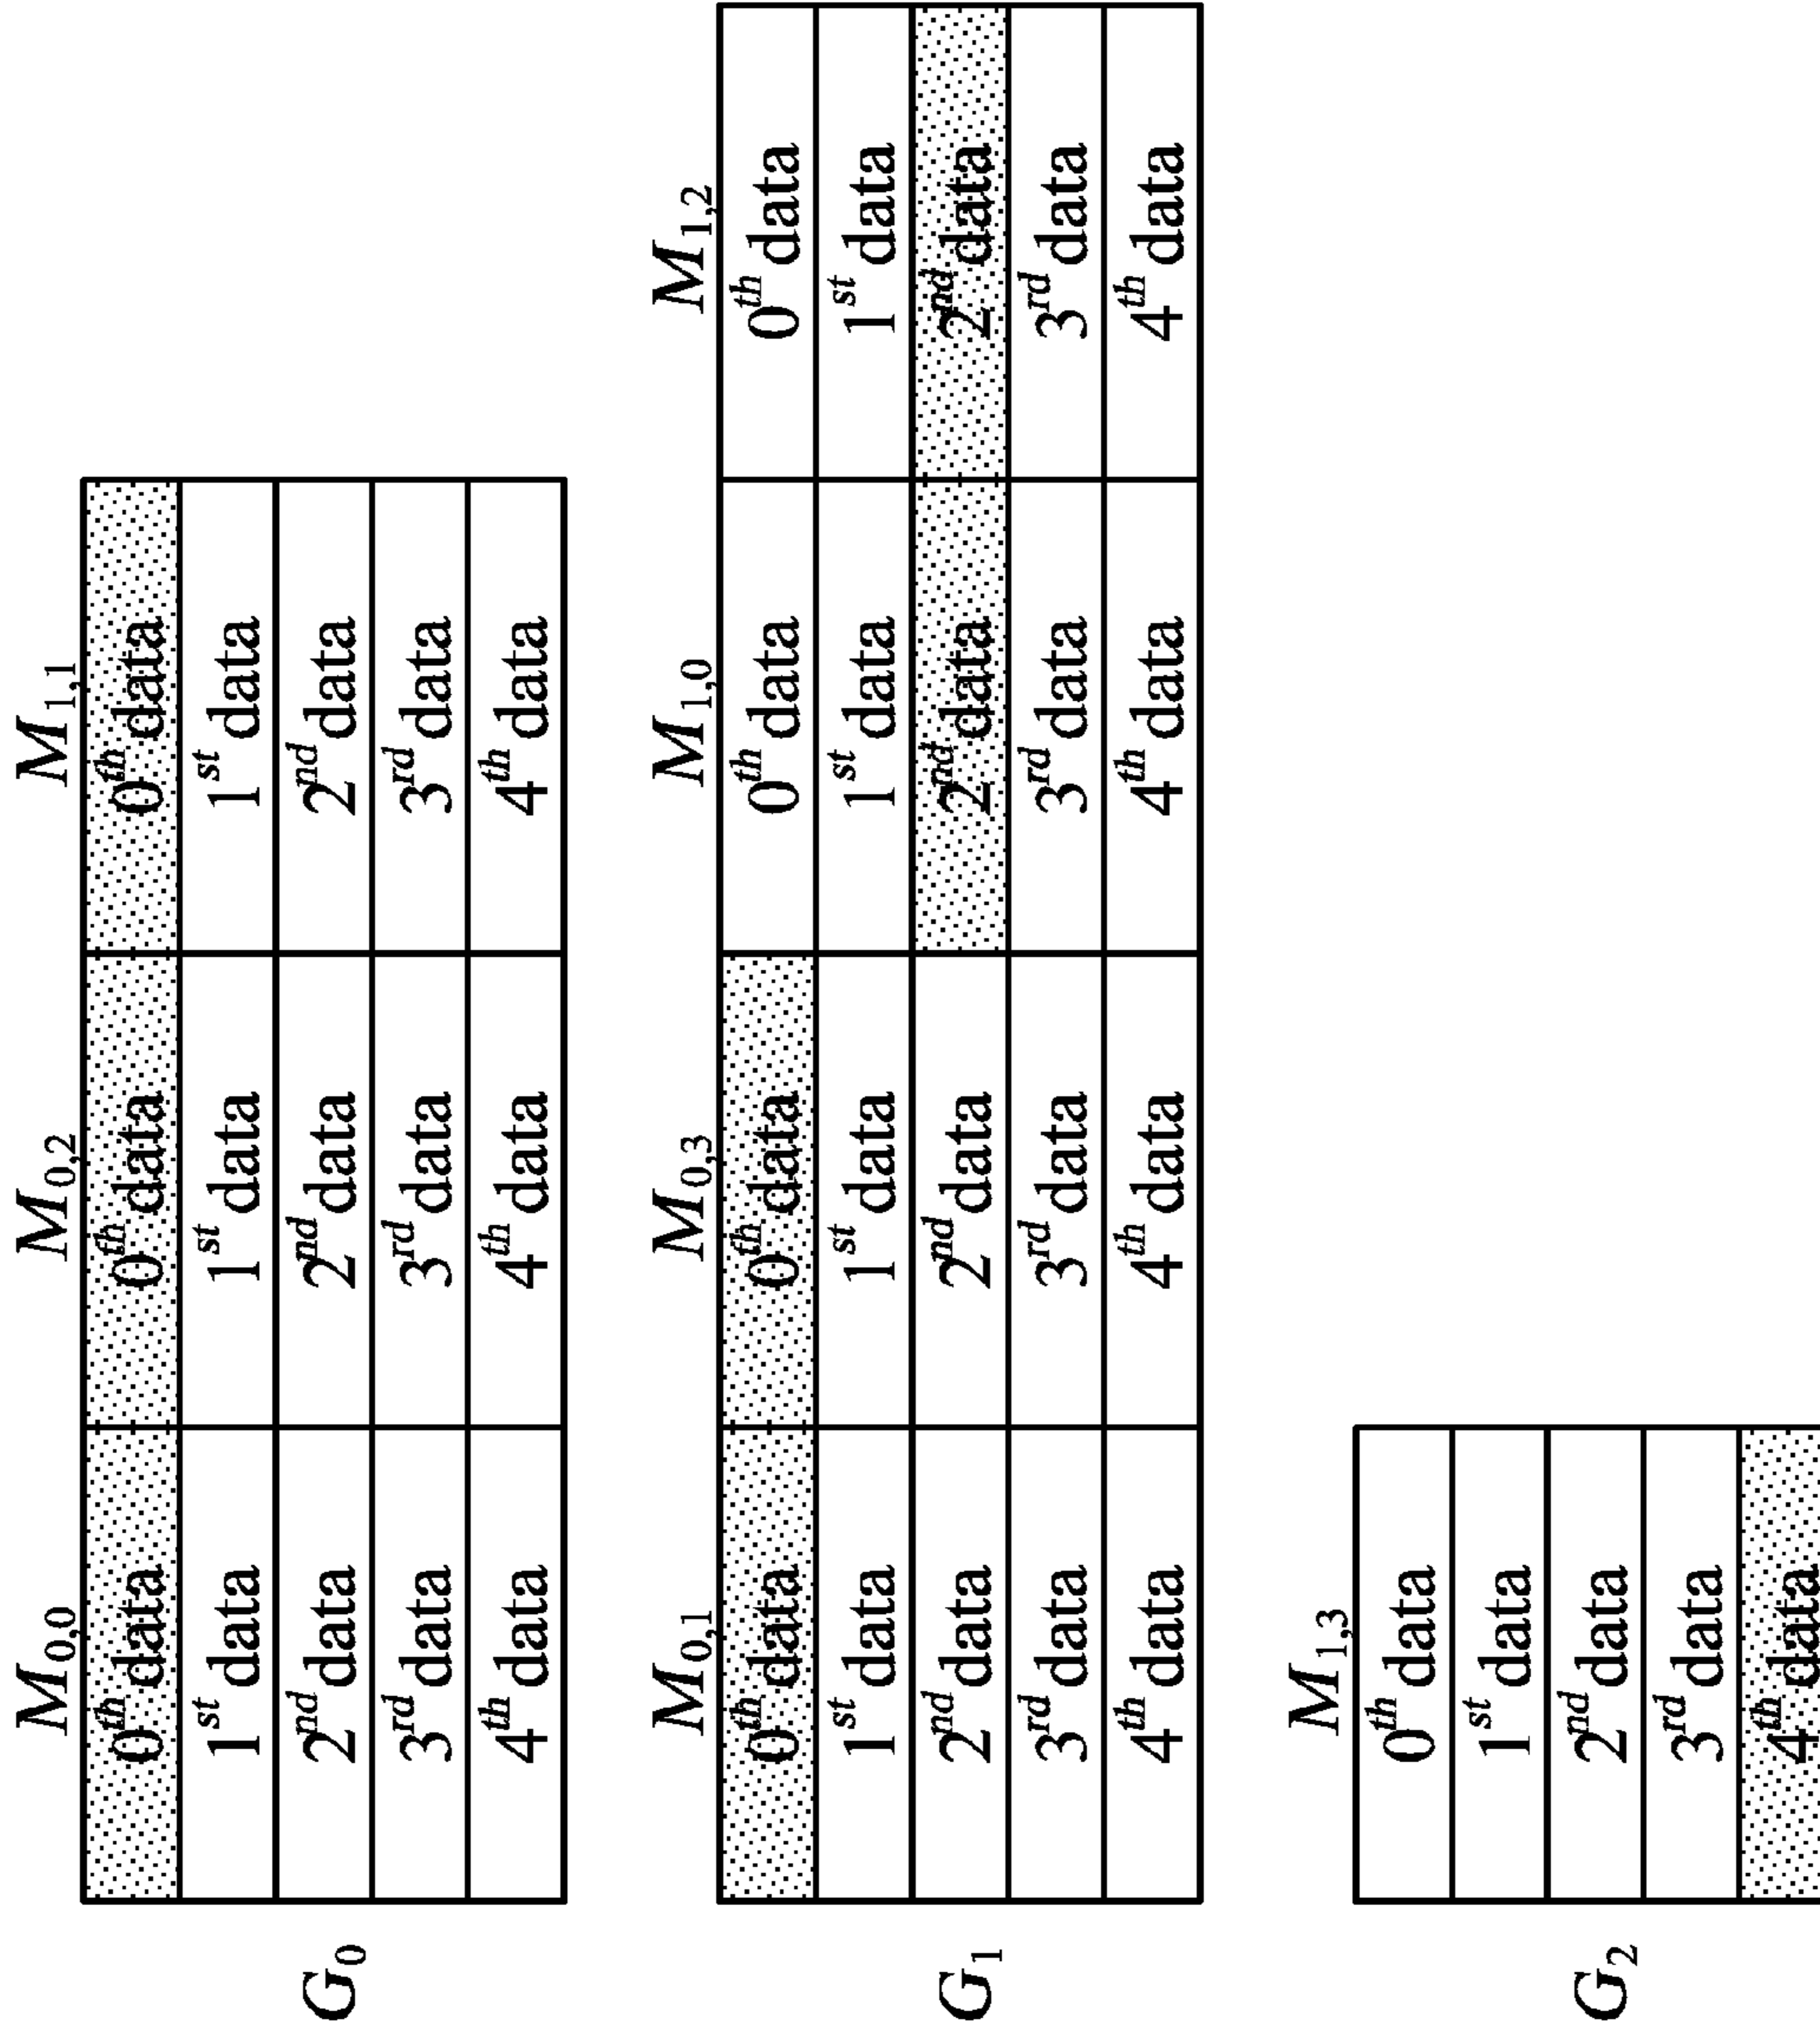 M0,0 M0,2 M1,1
0th data 0th data 0th data
1st data 1st data 1st data
G0 2nd data 2nd data 2nd data
3rd data 3rd data 3rd data
4th data 4th data 4th data
M0,1 M0,3 M1,0 M1,2
0th data 0th data 0th data 0th data
1st data 1st data 1st data 1st data
G1 2nd data 2nd data 2nd data 2nd data
3rd data 3rd data 3rd data 3rd data
4th data 4th data 4th data 4th data
M1,3
0th data
1st data
G2 2nd data
3rd data
4th data